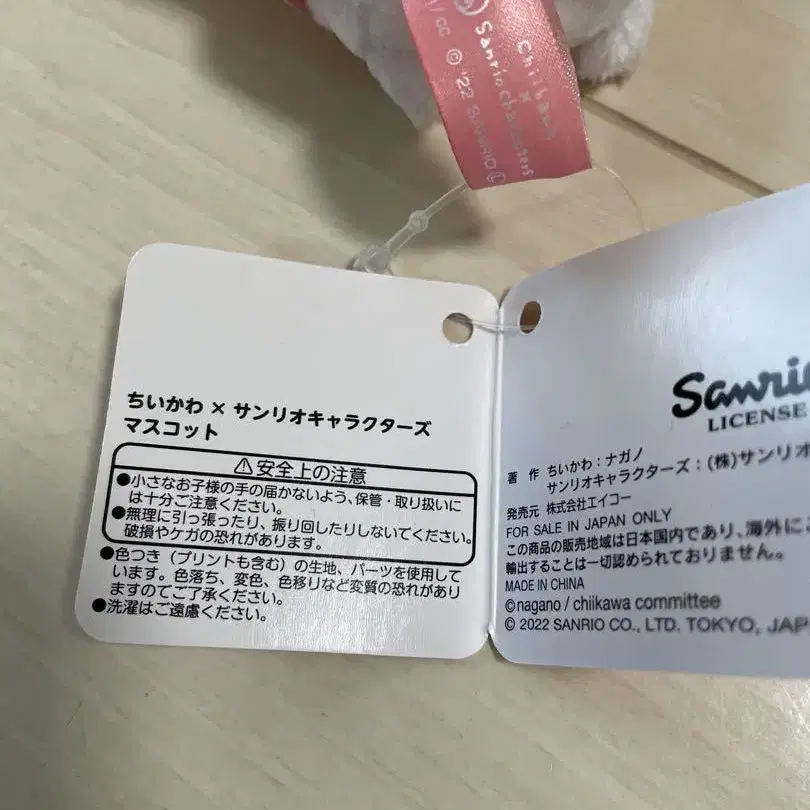 Chiikawa
×
Sanrio characters
/ cc © '22 SANRIO Ⓛ
ちいかわ × サンリオキャラクターズ
マスコット
⚠安全上の注意
●小さなお子様の手の届かないよう、保管・取り扱いに
は十分ご注意ください。
●無理に引っ張ったり、振り回したりしないでください。
破損やケガの恐れがあります。
●色つき（プリントも含む）の生地、パーツを使用して
います。色落ち、変色、色移りなど変質の恐れがあり
ますのでご了承ください。
●洗濯はご遠慮ください。
Sanrio
LICENSE
著 作 ちいかわ：ナガノ
サンリオキャラクターズ：(株)サンリオ
発売元 株式会社エイコー
FOR SALE IN JAPAN ONLY
この商品の販売地域は日本国内であり、海外にこ
輸出することは一切認められておりません。
MADE IN CHINA
©nagano / chiikawa committee
© 2022 SANRIO CO., LTD. TOKYO, JAP